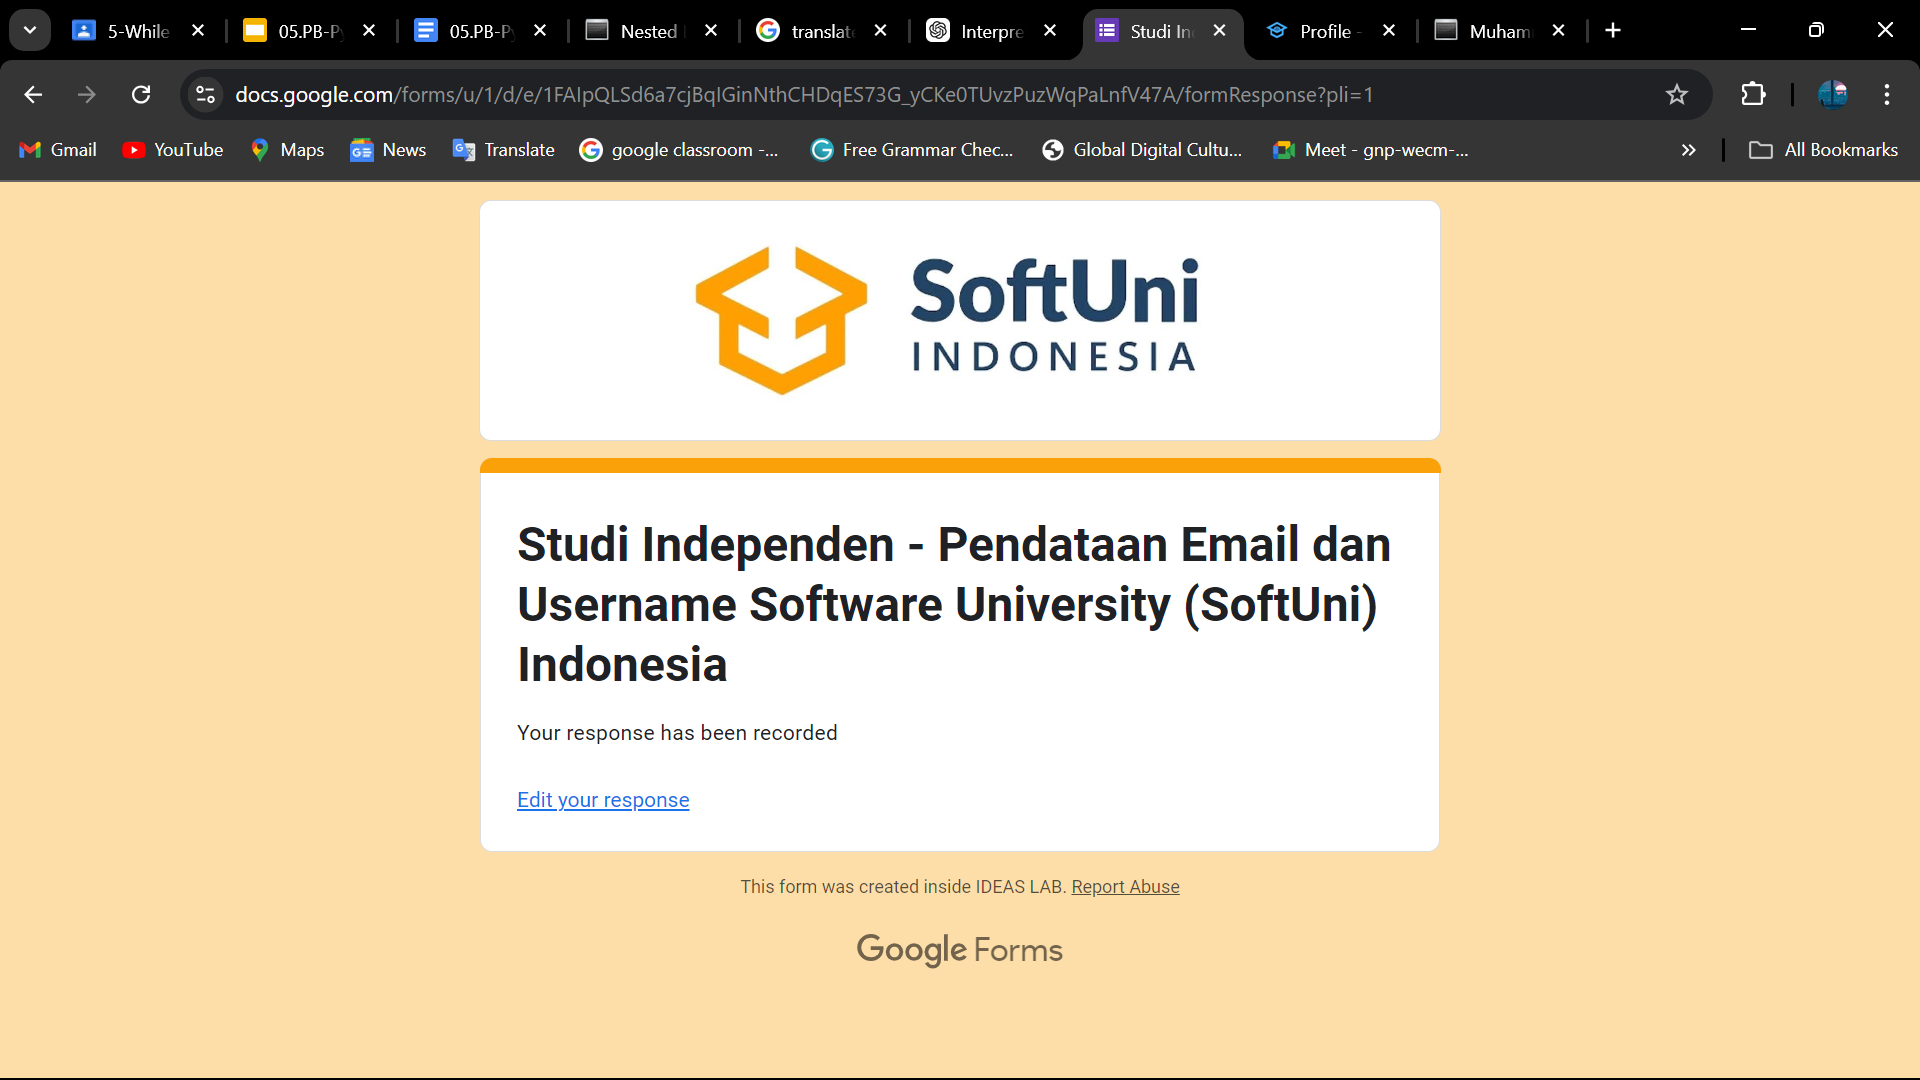 5-While
05.PB-P
05.PB-P
Nested
translat
Interpre
Studi In
Profile -
Muham
docs.google.com/forms/u/1/d/e/1FAIpQLSd6a7cjBqIGinNthCHDqES73G_yCKe0TUvzPuzWqPaLnfV47A/formResponse?pli=1
Gmail
YouTube
Maps
News
Translate
google classroom -...
Free Grammar Chec...
Global Digital Cultu...
Meet - gnp-wecm-...
All Bookmarks
SoftUni
INDONESIA
Studi Independen - Pendataan Email dan
Username Software University (SoftUni)
Indonesia
Your response has been recorded
Edit your response
This form was created inside IDEAS LAB. Report Abuse
Google Forms